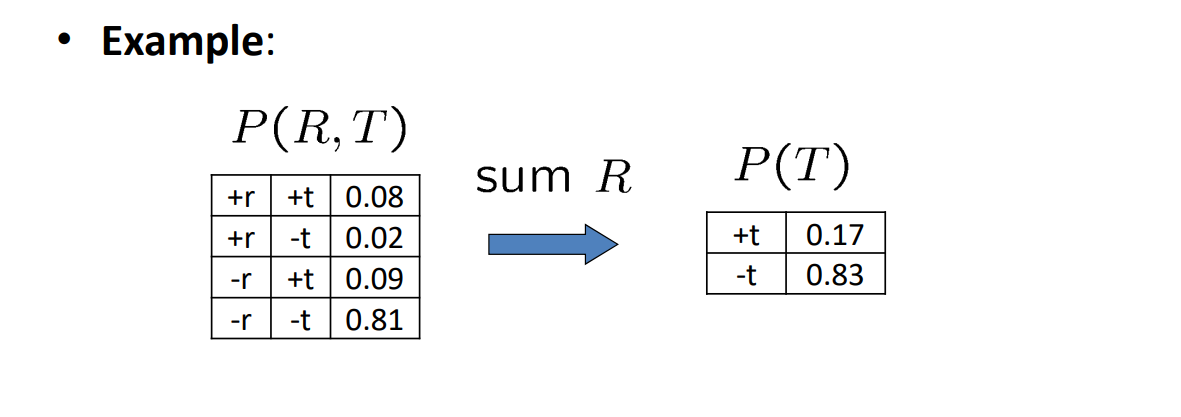 • Example:
P(R, T)
+r +t 0.08
+r -t 0.02
-r +t 0.09
-r -t 0.81
sum R
P(T)
+t 0.17
-t 0.83